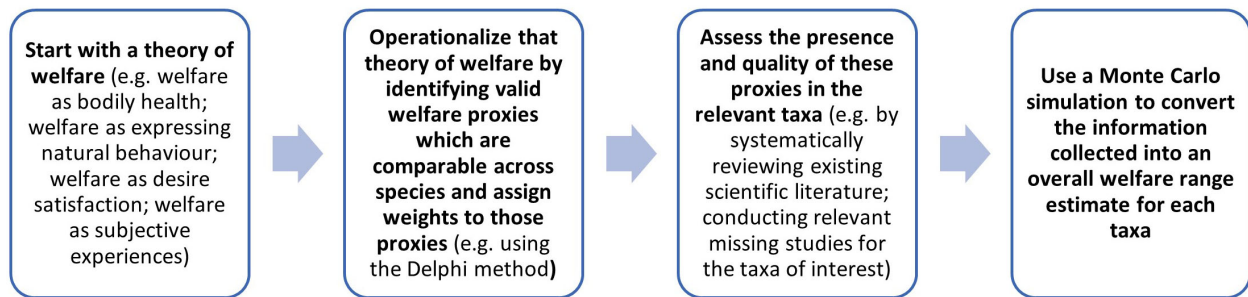 Start with a theory of
welfare (e.g. welfare
as bodily health;
welfare as expressing
natural behaviour;
welfare as desire
satisfaction; welfare
as subjective
experiences)
Operationalize that
theory of welfare by
identifying valid
welfare proxies
which are
comparable across
species and assign
weights to those
proxies (e.g. using
the Delphi method)
Assess the presence
and quality of these
proxies in the
relevant taxa (e.g. by
systematically
reviewing existing
scientific literature;
conducting relevant
missing studies for
the taxa of interest)
Use a Monte Carlo
simulation to convert
the information
collected into an
overall welfare range
estimate for each
taxa